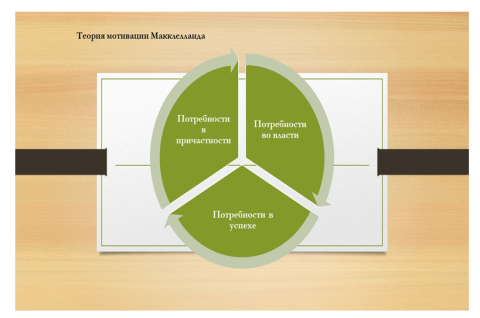 Теория мотивации Макклелланда
Потребности
в
причастности
Потребности
во власти
Потребности в
успехе